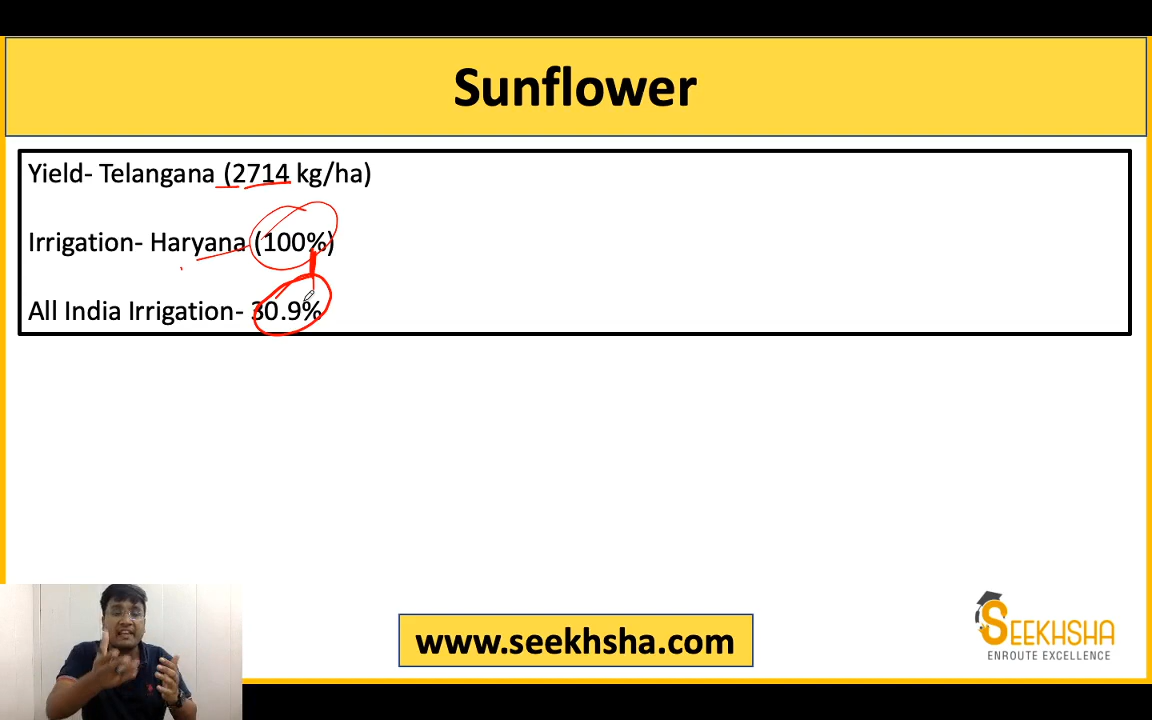 Sunflower
Yield- Telangana (2714 kg/ha)
Irrigation- Haryana (100%)
All India Irrigation- 30.9%
www.seekhsha.com
SEEKHSHA
ENROUTE EXCELLENCE